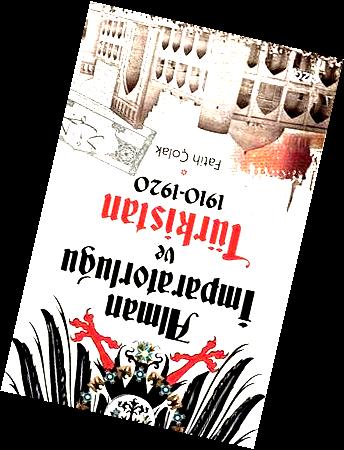 Alman
İmparatorluğu
ve
Türkistan
1910-1920
Fatih Çolak